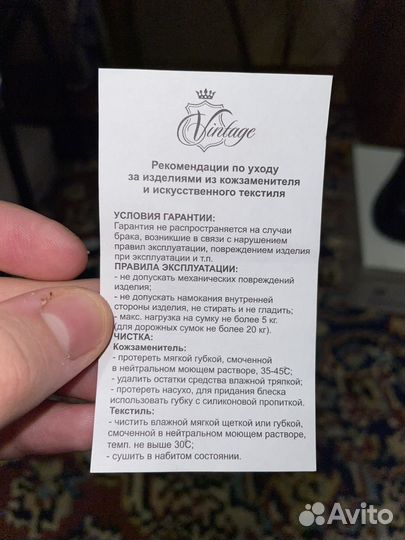 Vintage
Рекомендации по уходу
за изделиями из кожзаменителя
и искусственного текстиля
УСЛОВИЯ ГАРАНТИИ:
Гарантия не распространяется на случаи
брака, возникшие в связи с нарушением
правил эксплуатации, повреждением изделия
при эксплуатации и т.п.
ПРАВИЛА ЭКСПЛУАТАЦИИ:
- не допускать механических повреждений
изделия;
- не допускать намокания внутренней
стороны изделия, не стирать и не гладить;
- макс. нагрузка на сумку не более 5 кг.
(для дорожных сумок не более 20 кг).
ЧИСТКА:
Кожзаменитель:
- протереть мягкой губкой, смоченной
в нейтральном моющем растворе, 35-45С;
- удалить остатки средства влажной тряпкой;
- протереть насухо, для придания блеска
использовать губку с силиконовой пропиткой.
Текстиль:
- чистить влажной мягкой щеткой или губкой,
смоченной в нейтральном моющем растворе,
темп. не выше 30С;
- сушить в набитом состоянии.
Avito